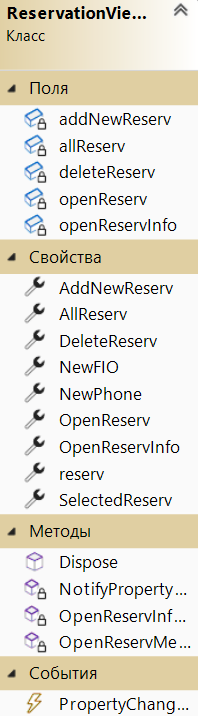 ReservationVie...
Класс
Поля
addNewReserv
allReserv
deleteReserv
openReserv
openReservInfo
Свойства
AddNewReserv
AllReserv
DeleteReserv
NewFIO
NewPhone
OpenReserv
OpenReservInfo
reserv
SelectedReserv
Методы
Dispose
NotifyProperty...
OpenReservInf...
OpenReservMe...
События
PropertyChang...